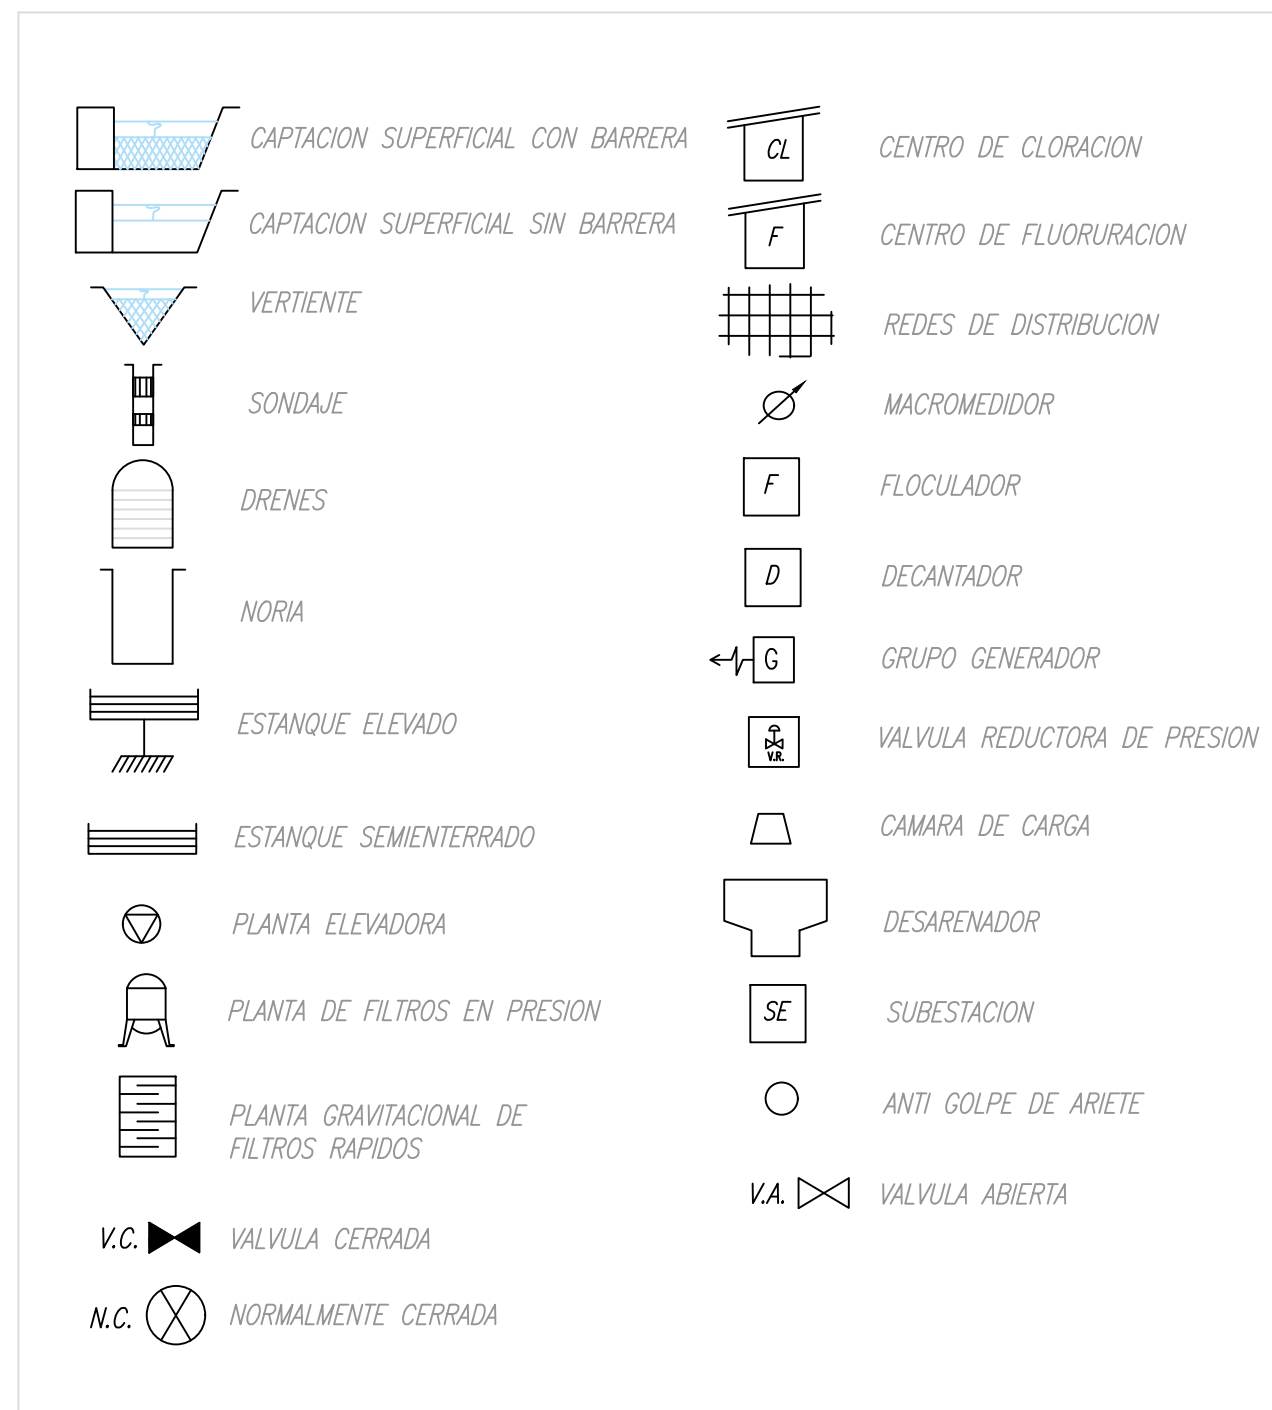 CAPTACION SUPERFICIAL CON BARRERA
CAPTACION SUPERFICIAL SIN BARRERA
VERTIENTE
SONDAJE
DRENES
NORIA
ESTANQUE ELEVADO
ESTANQUE SEMIENTERRADO
PLANTA ELEVADORA
PLANTA DE FILTROS EN PRESION
PLANTA GRAVITACIONAL DE
FILTROS RAPIDOS
V.C. VALVULA CERRADA
N.C. NORMALMENTE CERRADA
CL CENTRO DE CLORACION
F CENTRO DE FLUORURACION
REDES DE DISTRIBUCION
MACROMEDIDOR
F FLOCULADOR
D DECANTADOR
G GRUPO GENERADOR
V.R. VALVULA REDUCTORA DE PRESION
CAMARA DE CARGA
DESARENADOR
SE SUBESTACION
ANTI GOLPE DE ARIETE
V.A. VALVULA ABIERTA